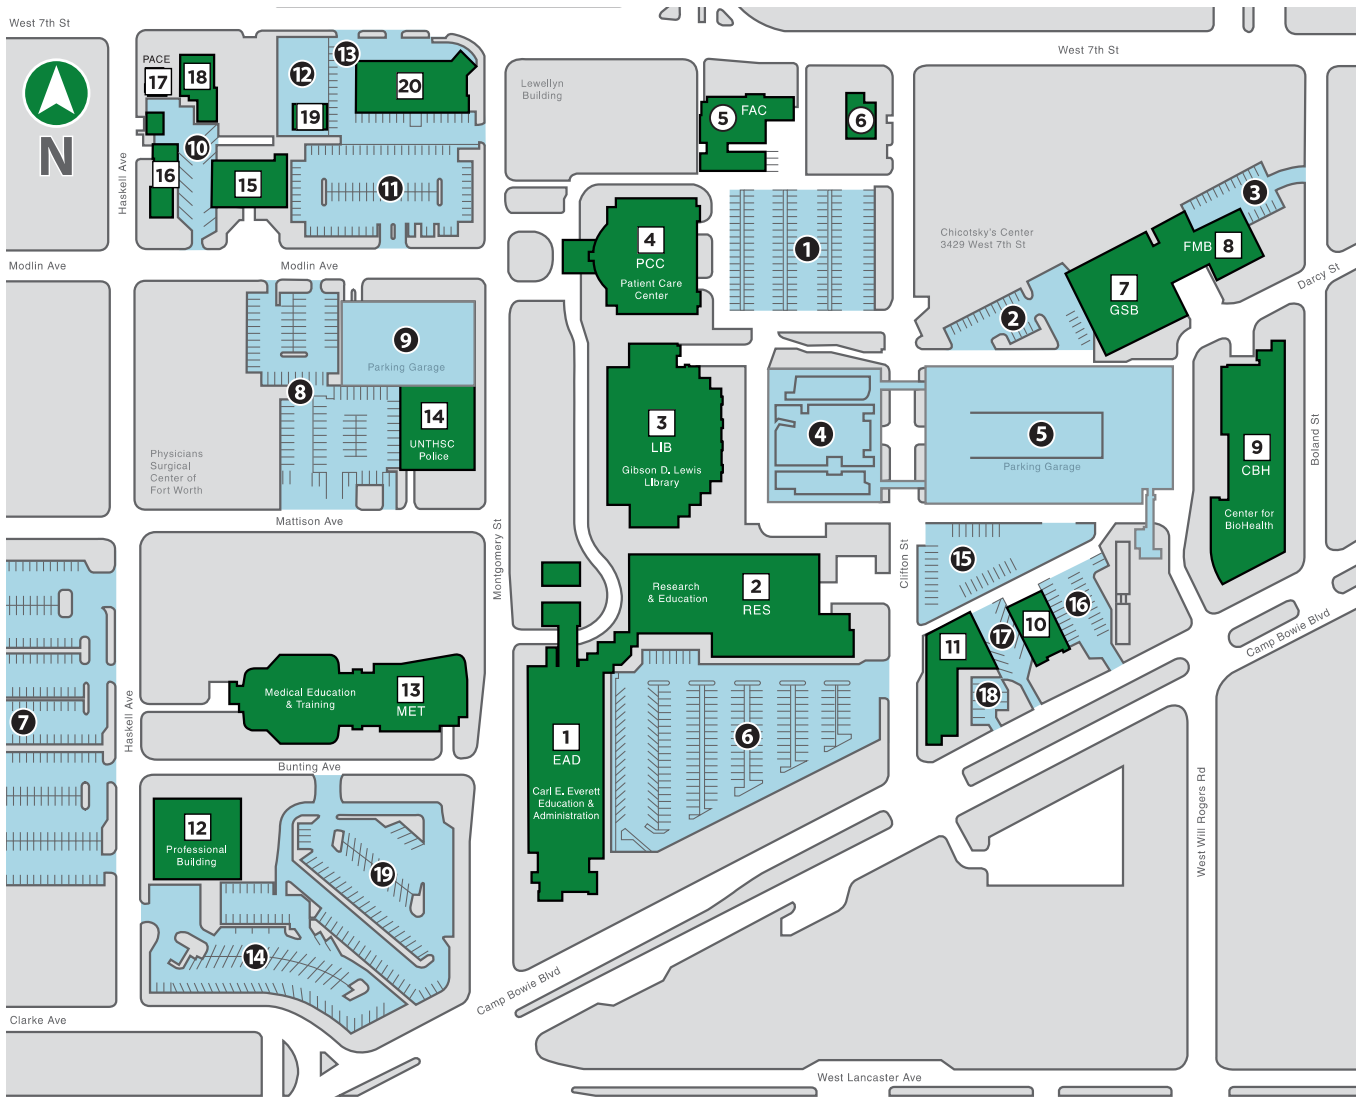 West 7th St
West 7th St
PACE
17
18
12
13
20
19
10
16
15
11
Haskell Ave
N
Lewellyn
Building
5
FAC
6
3
Chicotsky's Center
3429 West 7th St
FMB
8
Darcy St
Modlin Ave
Modlin Ave
4
PCC
Patient Care
Center
1
7
GSB
2
9
Parking Garage
8
14
UNTHSC
Police
Physicians
Surgical
Center of
Fort Worth
3
LIB
Gibson D. Lewis
Library
4
5
Parking Garage
9
CBH
Center for
BioHealth
Boland St
Mattison Ave
Montgomery St
Clifton St
15
Research
& Education
2
RES
16
17
10
11
18
Camp Bowie Blvd
Medical Education
& Training
13
MET
Haskell Ave
7
1
EAD
Carl E. Everett
Education &
Administration
6
Bunting Ave
12
Professional
Building
19
14
West Will Rogers Rd
Camp Bowie Blvd
Clarke Ave
West Lancaster Ave